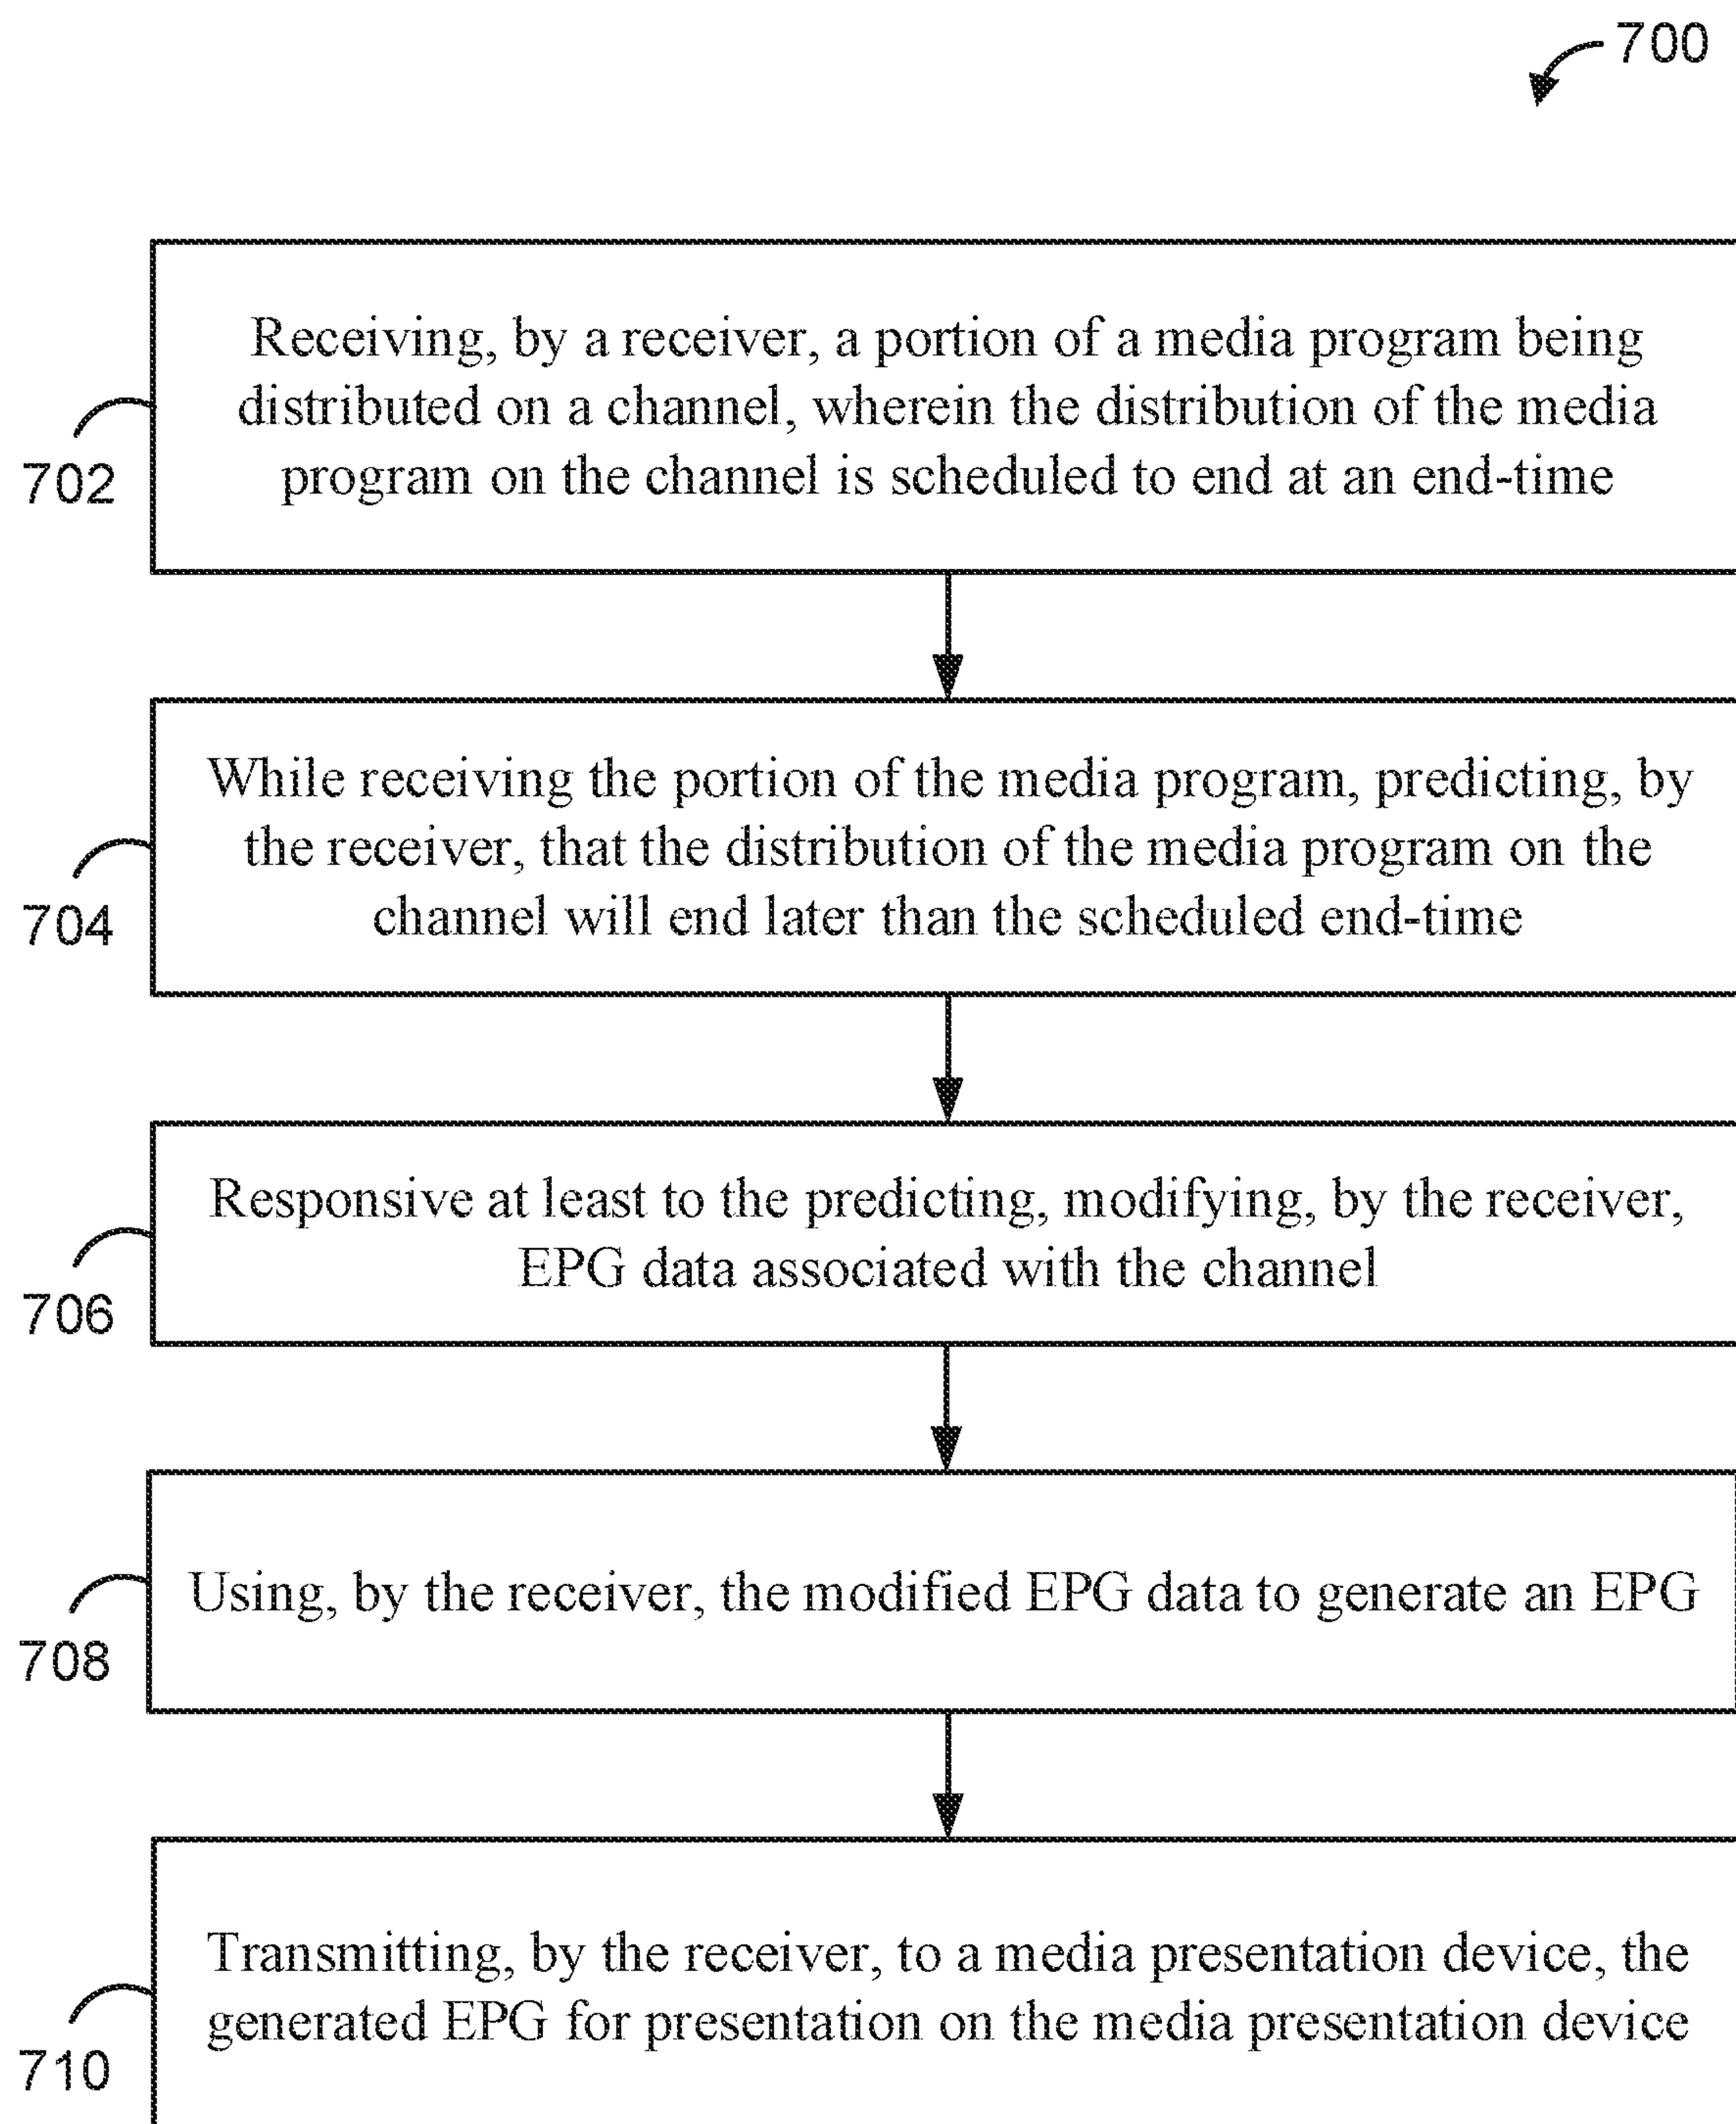 700
Receiving, by a receiver, a portion of a media program being
distributed on a channel, wherein the distribution of the media
program on the channel is scheduled to end at an end-time
702
While receiving the portion of the media program, predicting, by
the receiver, that the distribution of the media program on the
channel will end later than the scheduled end-time
704
Responsive at least to the predicting, modifying, by the receiver,
EPG data associated with the channel
706
Using, by the receiver, the modified EPG data to generate an EPG
708
Transmitting, by the receiver, to a media presentation device, the
generated EPG for presentation on the media presentation device
710